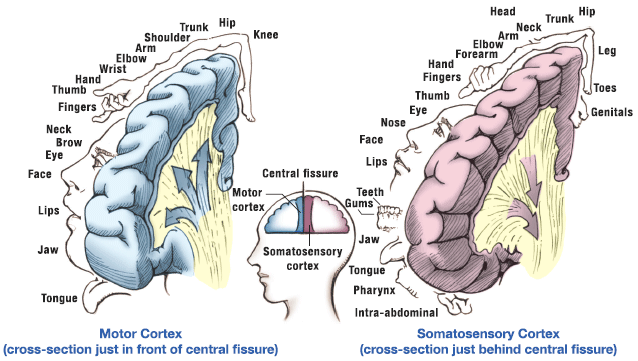 Hip
Trunk
Shoulder
Knee
Arm
Elbow
Wrist
Hand
Thumb
Fingers
Neck
Brow
Eye
Face
Lips
Jaw
Tongue
Motor Cortex
(cross-section just in front of central fissure)
Central fissure
Motor
cortex
Somatosensory
cortex
Head
Hip
Trunk
Neck
Arm
Elbow
Forearm
Leg
Hand
Fingers
Toes
Thumb
Genitals
Eye
Nose
Face
Lips
Teeth
Gums
Jaw
Tongue
Pharynx
Intra-abdominal
Somatosensory Cortex
(cross-section just behind central fissure)